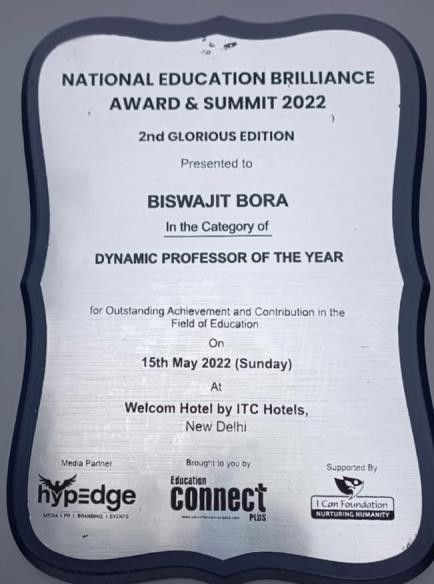 NATIONAL EDUCATION BRILLIANCE
AWARD & SUMMIT 2022
2nd GLORIOUS EDITION
Presented to
BISWAJIT BORA
In the Category of
DYNAMIC PROFESSOR OF THE YEAR
for Outstanding Achievement and Contribution in the
Field of Education
On
15th May 2022 (Sunday)
At
Welcom Hotel by ITC Hotels,
New Delhi
Media Partner
hypedge
MEDIA | PR | BRANDING | EVENTS
Brought to you by
Education
connect
PLUS
Supported By
I Can Foundation
NURTURING HUMANITY